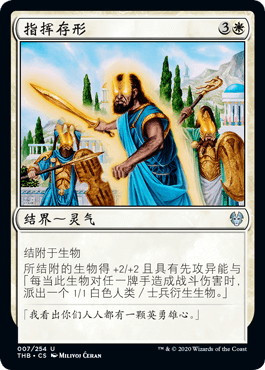 指挥存形 3
结界～灵气
结附于生物
所结附的生物得 +2/+2 且具有先攻异能与
「每当此生物对任一牌手造成战斗伤害时，
派出一个 1/1 白色人类／士兵衍生生物。」
「我看出你们人人都有一颗英勇雄心。」
007/254 U
THB • CS MILIVOJ ĆERAN
™ & © 2020 Wizards of the Coast